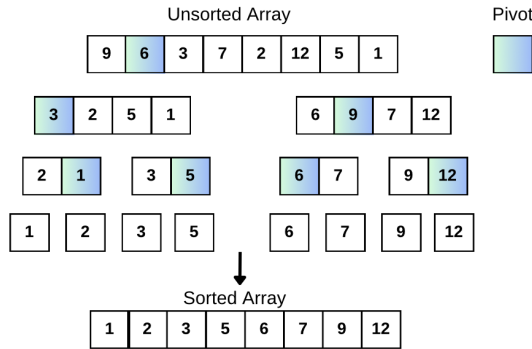 Unsorted Array Pivot
9 6 3 7 2 12 5 1
3 2 5 1 6 9 7 12
2 1 3 5 6 7 9 12
1 2 3 5 6 7 9 12
Sorted Array
1 2 3 5 6 7 9 12